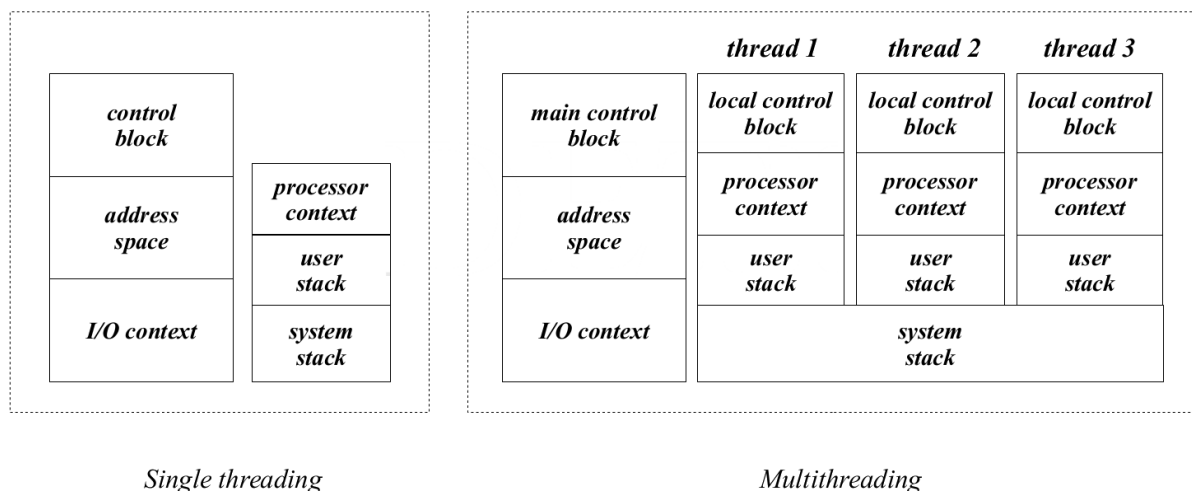 control
block
address
space
I/O context
processor
context
user
stack
system
stack
Single threading
thread 1
thread 2
thread 3
main control
block
address
space
I/O context
local control
block
processor
context
user
stack
local control
block
processor
context
user
stack
local control
block
processor
context
user
stack
system
stack
Multithreading